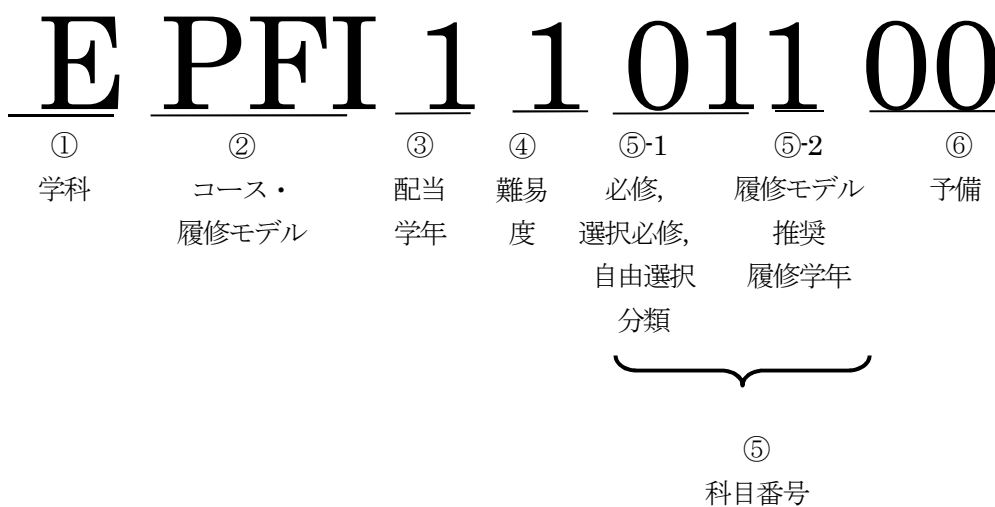 E PFI 1 1 011 00
① ② ③ ④ ⑤-1 ⑤-2 ⑥
学科 コース・ 配当 難易 必修, 履修モデル 予備
履修モデル 学年 度 選択必修, 推奨
自由選択 履修学年
分類
⑤
科目番号